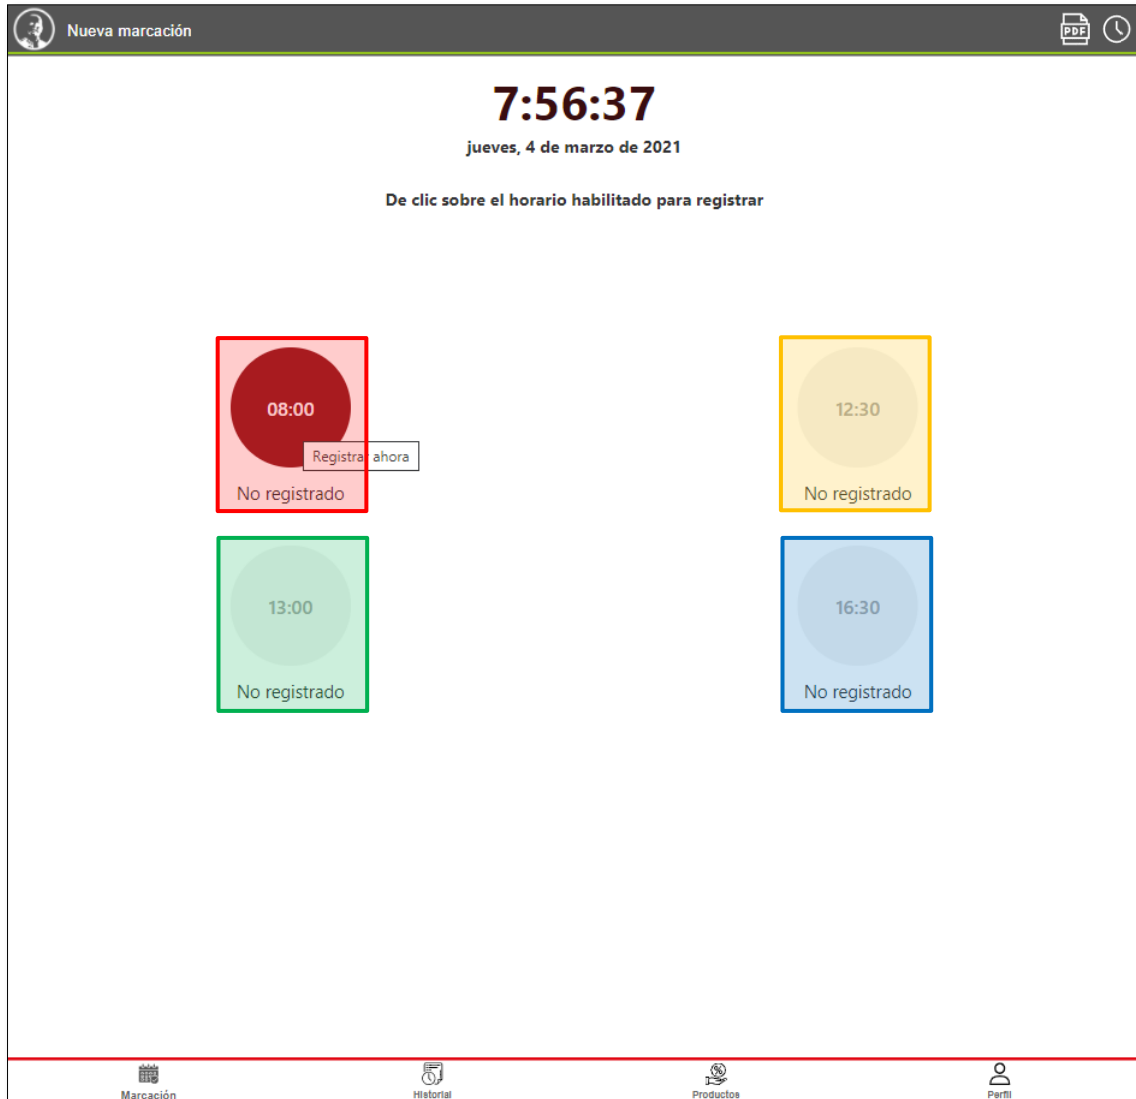 Nueva marcación
PDF
7:56:37
jueves, 4 de marzo de 2021
De clic sobre el horario habilitado para registrar
08:00
Registrar ahora
No registrado
12:30
No registrado
13:00
No registrado
16:30
No registrado
Marcación
Historial
Productos
Perfil